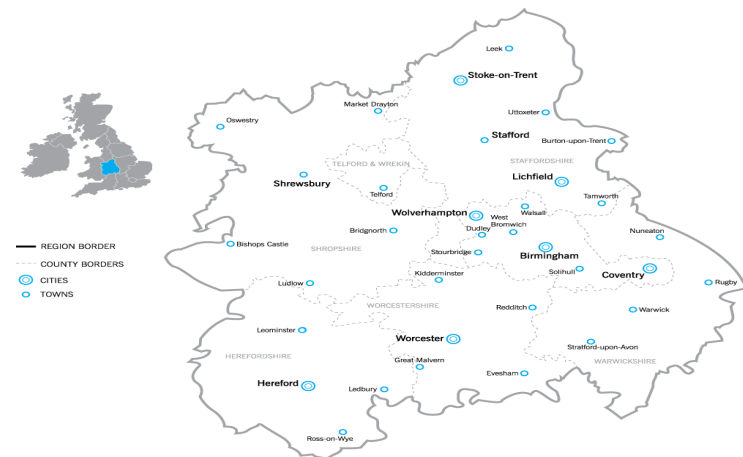 Leek
Stoke-on-Trent
Market Drayton
Uttoxeter
Oswestry
Stafford
Burton-upon-Trent
TELFORD & WREKIN
STAFFORDSHIRE
Shrewsbury
Lichfield
Telford
Tamworth
Wolverhampton
Walsall
West
Bromwich
Dudley
Bridgnorth
Nuneaton
REGION BORDER
Bishops Castle
SHROPSHIRE
Stourbridge
Birmingham
COUNTY BORDERS
Kidderminster
Solihull
Coventry
CITIES
Ludlow
Rugby
TOWNS
WORCESTERSHIRE
Redditch
Warwick
Leominster
Worcester
Stratford-upon-Avon
HEREFORDSHIRE
Great Malvern
WARWICKSHIRE
Hereford
Ledbury
Evesham
Ross-on-Wye